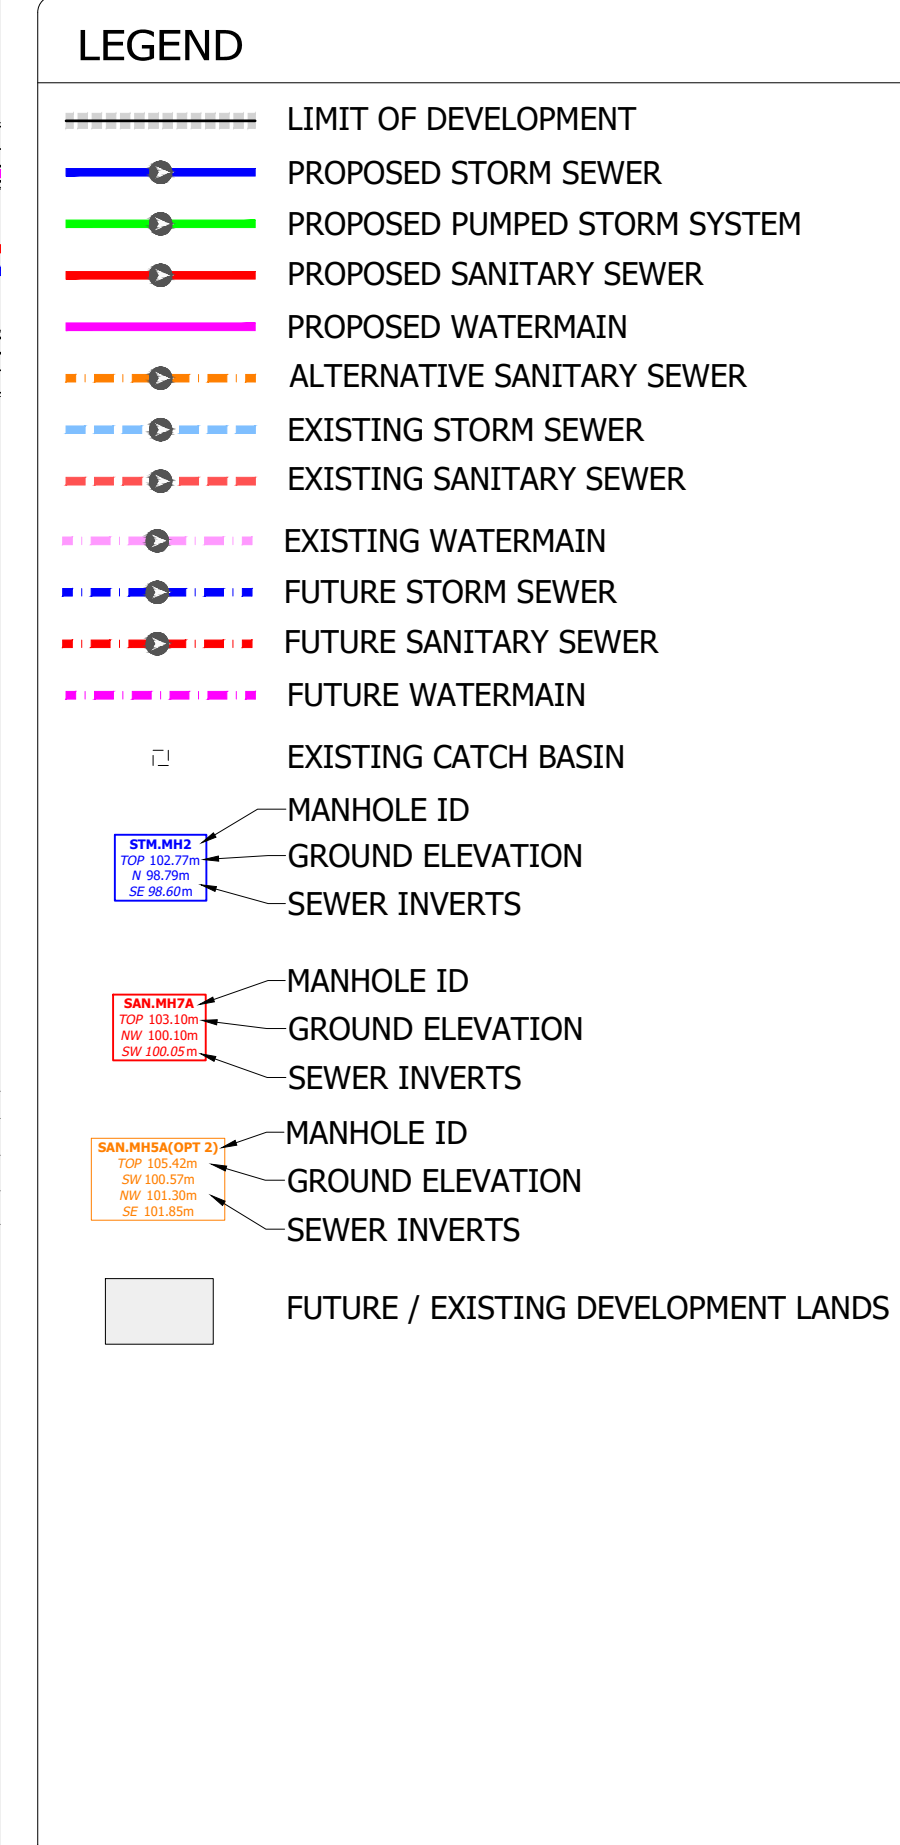 LEGEND
LIMIT OF DEVELOPMENT
PROPOSED STORM SEWER
PROPOSED PUMPED STORM SYSTEM
PROPOSED SANITARY SEWER
PROPOSED WATERMAIN
ALTERNATIVE SANITARY SEWER
EXISTING STORM SEWER
EXISTING SANITARY SEWER
EXISTING WATERMAIN
FUTURE STORM SEWER
FUTURE SANITARY SEWER
FUTURE WATERMAIN
EXISTING CATCH BASIN
MANHOLE ID
GROUND ELEVATION
SEWER INVERTS
STM.MH2
TOP 102.77m
N 98.79m
SE 98.60m
MANHOLE ID
GROUND ELEVATION
SEWER INVERTS
SAN.MH7A
TOP 103.10m
NW 100.10m
SW 100.05m
MANHOLE ID
GROUND ELEVATION
SEWER INVERTS
SAN.MH5A(OPT 2)
TOP 105.42m
SW 100.57m
NW 101.30m
SE 101.85m
FUTURE / EXISTING DEVELOPMENT LANDS